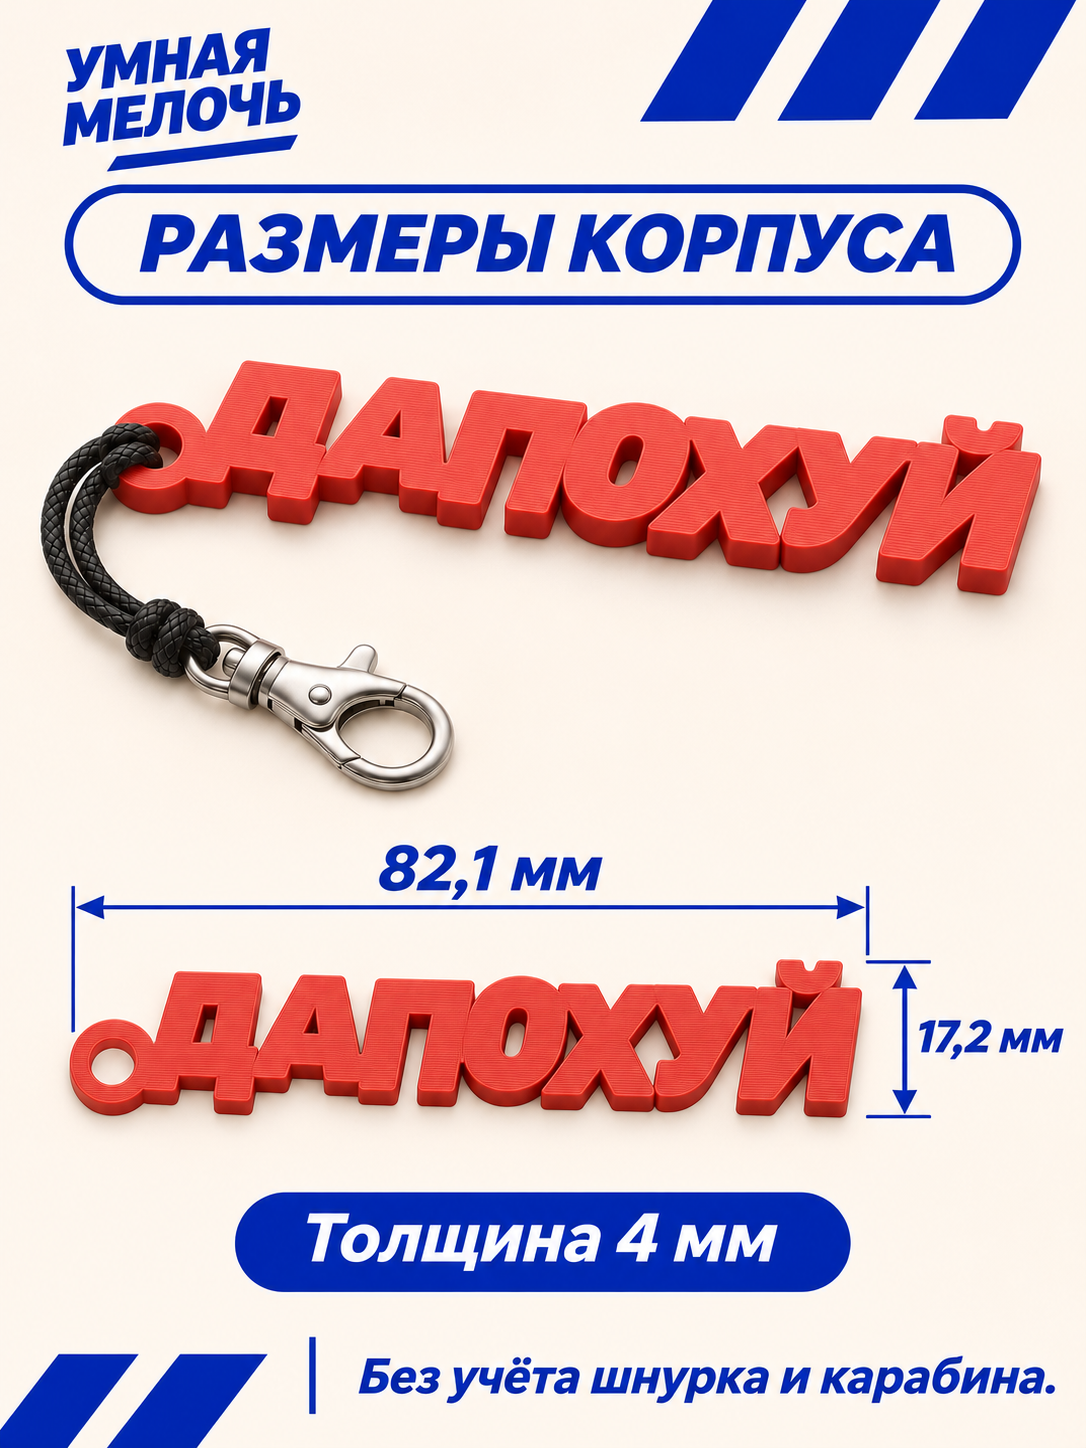 УМНАЯ
МЕЛОЧЬ
РАЗМЕРЫ КОРПУСА
ДАПОХУЙ
82,1 мм
ДАПОХУЙ
17,2 мм
Толщина 4 мм
Без учёта шнурка и карабина.